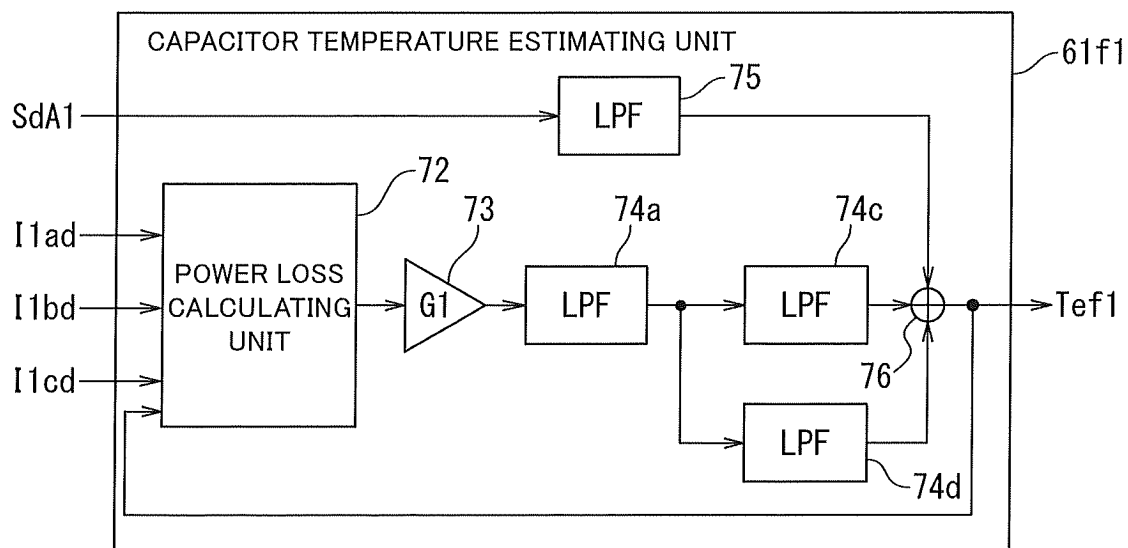 CAPACITOR TEMPERATURE ESTIMATING UNIT
61f1
75
SdA1
LPF
72
73
74a
74c
I1ad
I1bd
I1cd
POWER LOSS
CALCULATING
UNIT
G1
LPF
LPF
Tef1
76
LPF
74d